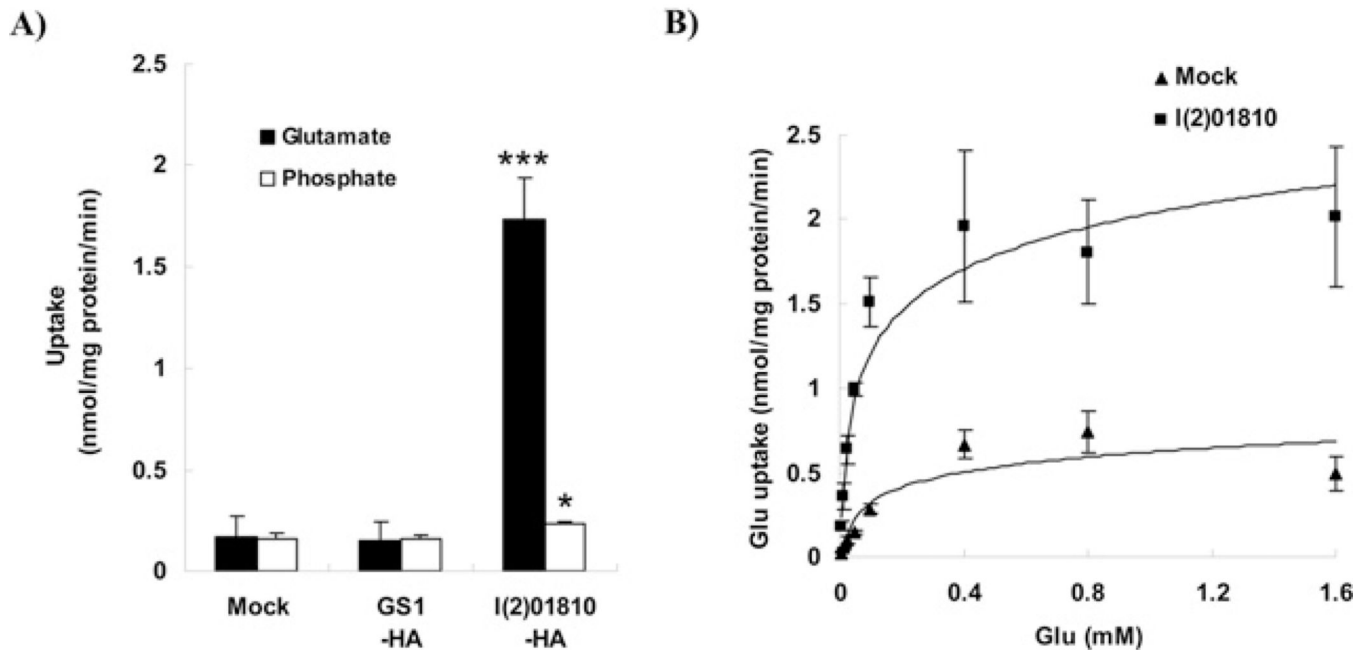 A)
2.5
2
1.5
1
0.5
0
Uptake
(nmol/mg protein/min)
Glutamate
Phosphate
***
*
Mock
GS1
-HA
l(2)01810
-HA
B)
Mock
l(2)01810
2.5
2
1.5
1
0.5
0
Glu uptake (nmol/mg protein/min)
0 0.4 0.8 1.2 1.6
Glu (mM)